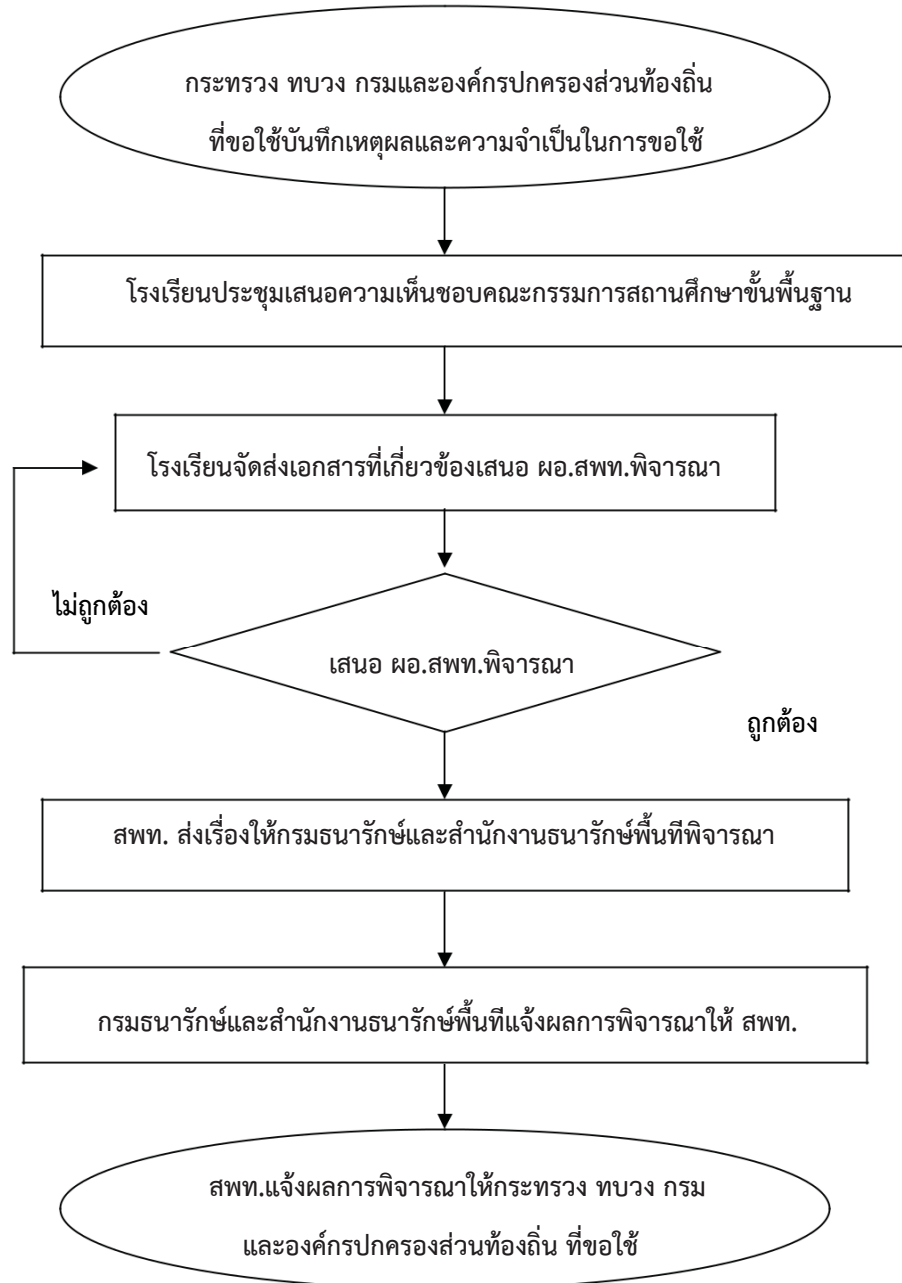 กระทรวง ทบวง กรมและองค์กรปกครองส่วนท้องถิ่น
ที่ขอใช้บันทึกเหตุผลและความจำเป็นในการขอใช้
โรงเรียนประชุมเสนอความเห็นชอบคณะกรรมการสถานศึกษาขั้นพื้นฐาน
โรงเรียนจัดส่งเอกสารที่เกี่ยวข้องเสนอ ผอ.สพท.พิจารณา
ไม่ถูกต้อง
เสนอ ผอ.สพท.พิจารณา
ถูกต้อง
สพท. ส่งเรื่องให้กรมธนารักษ์และสำนักงานธนารักษ์พื้นทีพิจารณา
กรมธนารักษ์และสำนักงานธนารักษ์พื้นทีแจ้งผลการพิจารณาให้ สพท.
สพท.แจ้งผลการพิจารณาให้กระทรวง ทบวง กรม
และองค์กรปกครองส่วนท้องถิ่น ที่ขอใช้